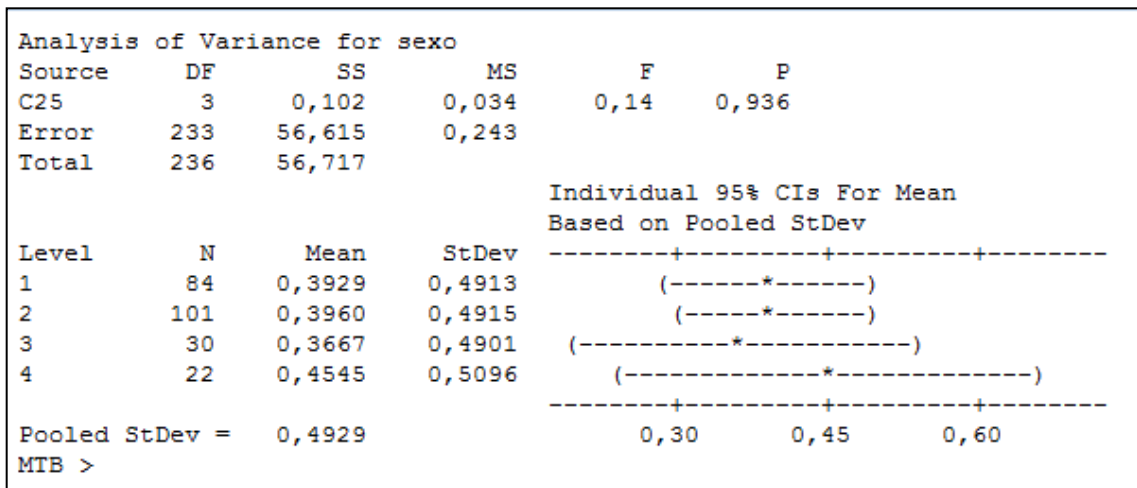 Analysis of Variance for sexo
Source DF SS MS F P
C25 3 0,102 0,034 0,14 0,936
Error 233 56,615 0,243
Total 236 56,717
Individual 95% CIs For Mean
Based on Pooled StDev
Level N Mean StDev --------+---------+---------+--------
1 84 0,3929 0,4913 (------*------)
2 101 0,3960 0,4915 (-----*------)
3 30 0,3667 0,4901 (----------*-----------)
4 22 0,4545 0,5096 (-------------*-------------)
--------+---------+---------+--------
Pooled StDev = 0,4929 0,30 0,45 0,60
MTB >